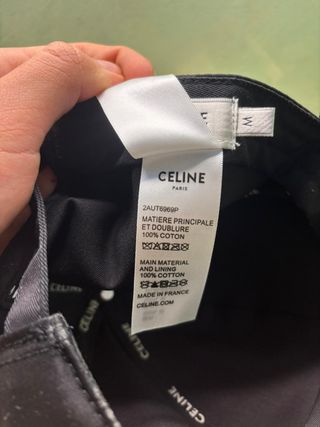 M
CELINE
PARIS
2AUT6969P
MATIERE PRINCIPALE
ET DOUBLURE
100% COTON
MAIN MATERIAL
AND LINING
100% COTTON
MADE IN FRANCE
CELINE.COM
CELINE
CELINE
CELINE